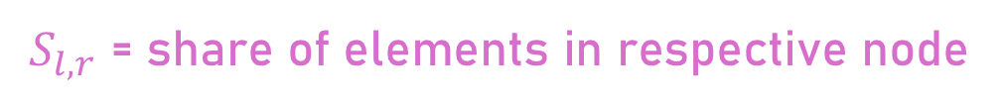 S_{l,r} = share of elements in respective node